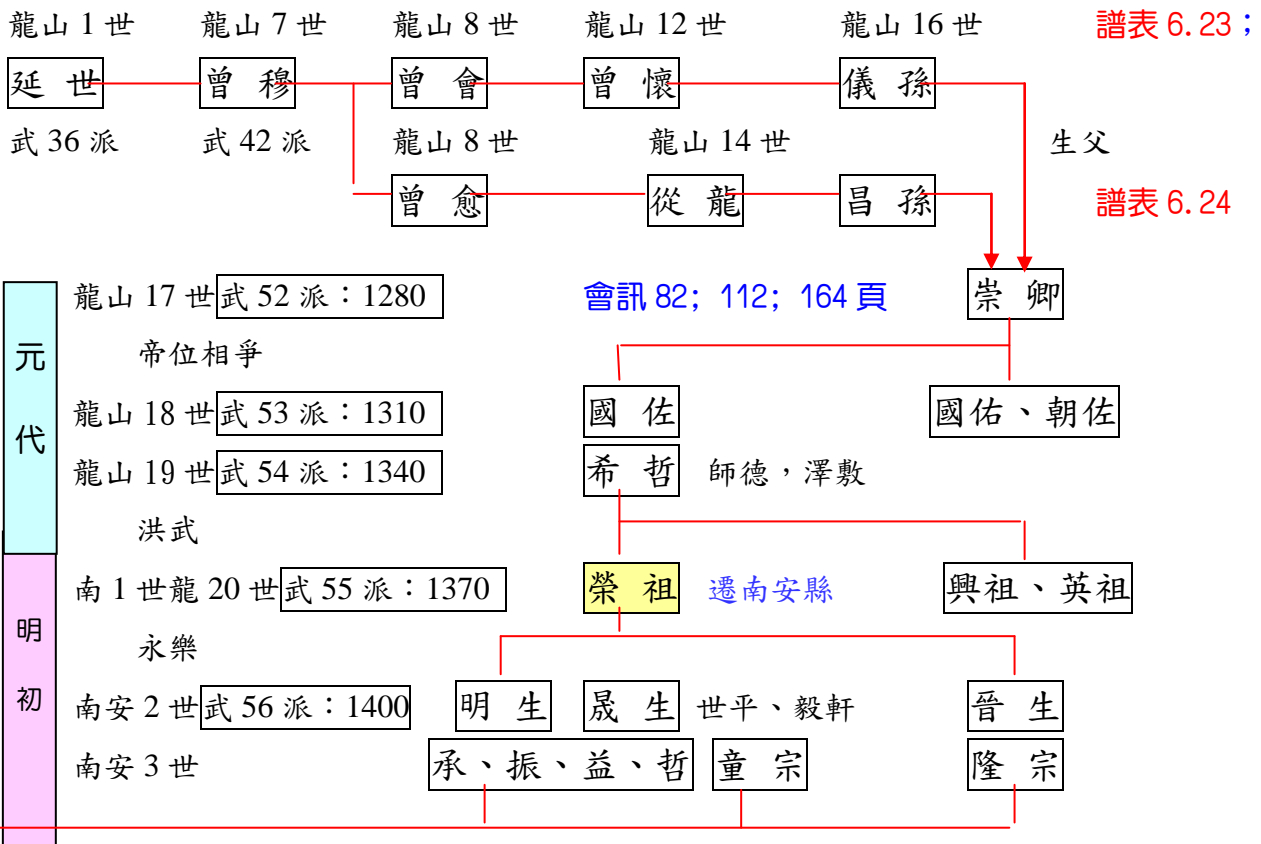 龍山 1 世 龍山 7 世 龍山 8 世 龍山 12 世 龍山 16 世 譜表 6.23；
延 世 曾 穆 曾 會 曾 懷 儀 孫
武 36 派 武 42 派 龍山 8 世 龍山 14 世 生父
曾 愈 從 龍 昌 孫 譜表 6.24
龍山 17 世 武 52 派：1280 會訊 82；112；164 頁 崇 卿
元代
帝位相爭
龍山 18 世 武 53 派：1310 國 佐 國佑、朝佐
龍山 19 世 武 54 派：1340 希 哲 師德，澤敷
洪武
南 1 世龍 20 世 武 55 派：1370 榮 祖 遷南安縣 興祖、英祖
明初
永樂
南安 2 世 武 56 派：1400 明 生 晟 生 世平、毅軒 晉 生
南安 3 世 承、振、益、哲 童 宗 隆 宗